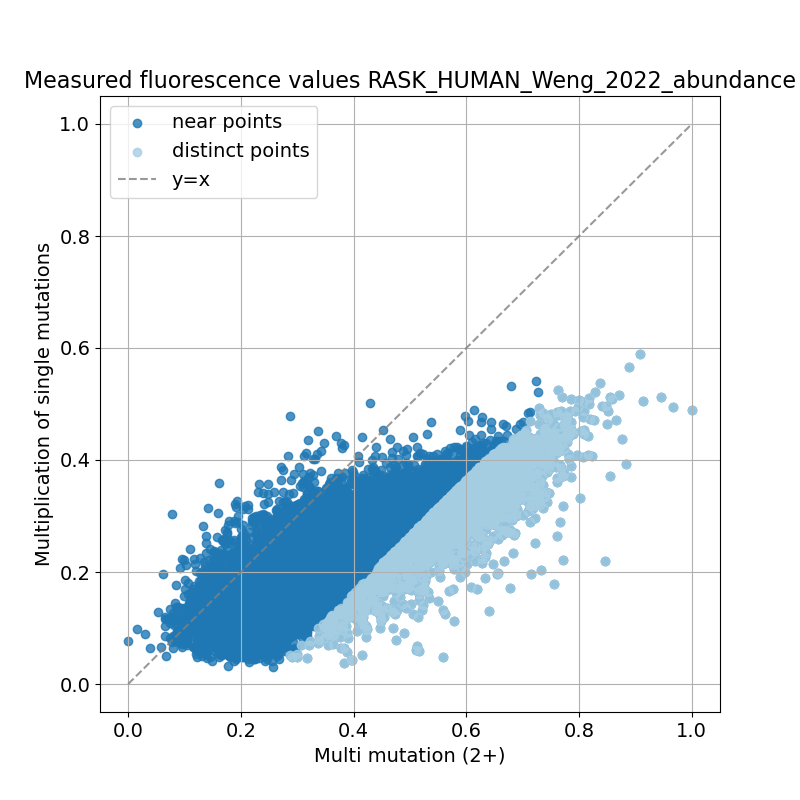 Measured fluorescence values RASK_HUMAN_Weng_2022_abundance
near points
distinct points
y=x
1.0
0.8
0.6
0.4
0.2
0.0
Multiplication of single mutations
0.0 0.2 0.4 0.6 0.8 1.0
Multi mutation (2+)